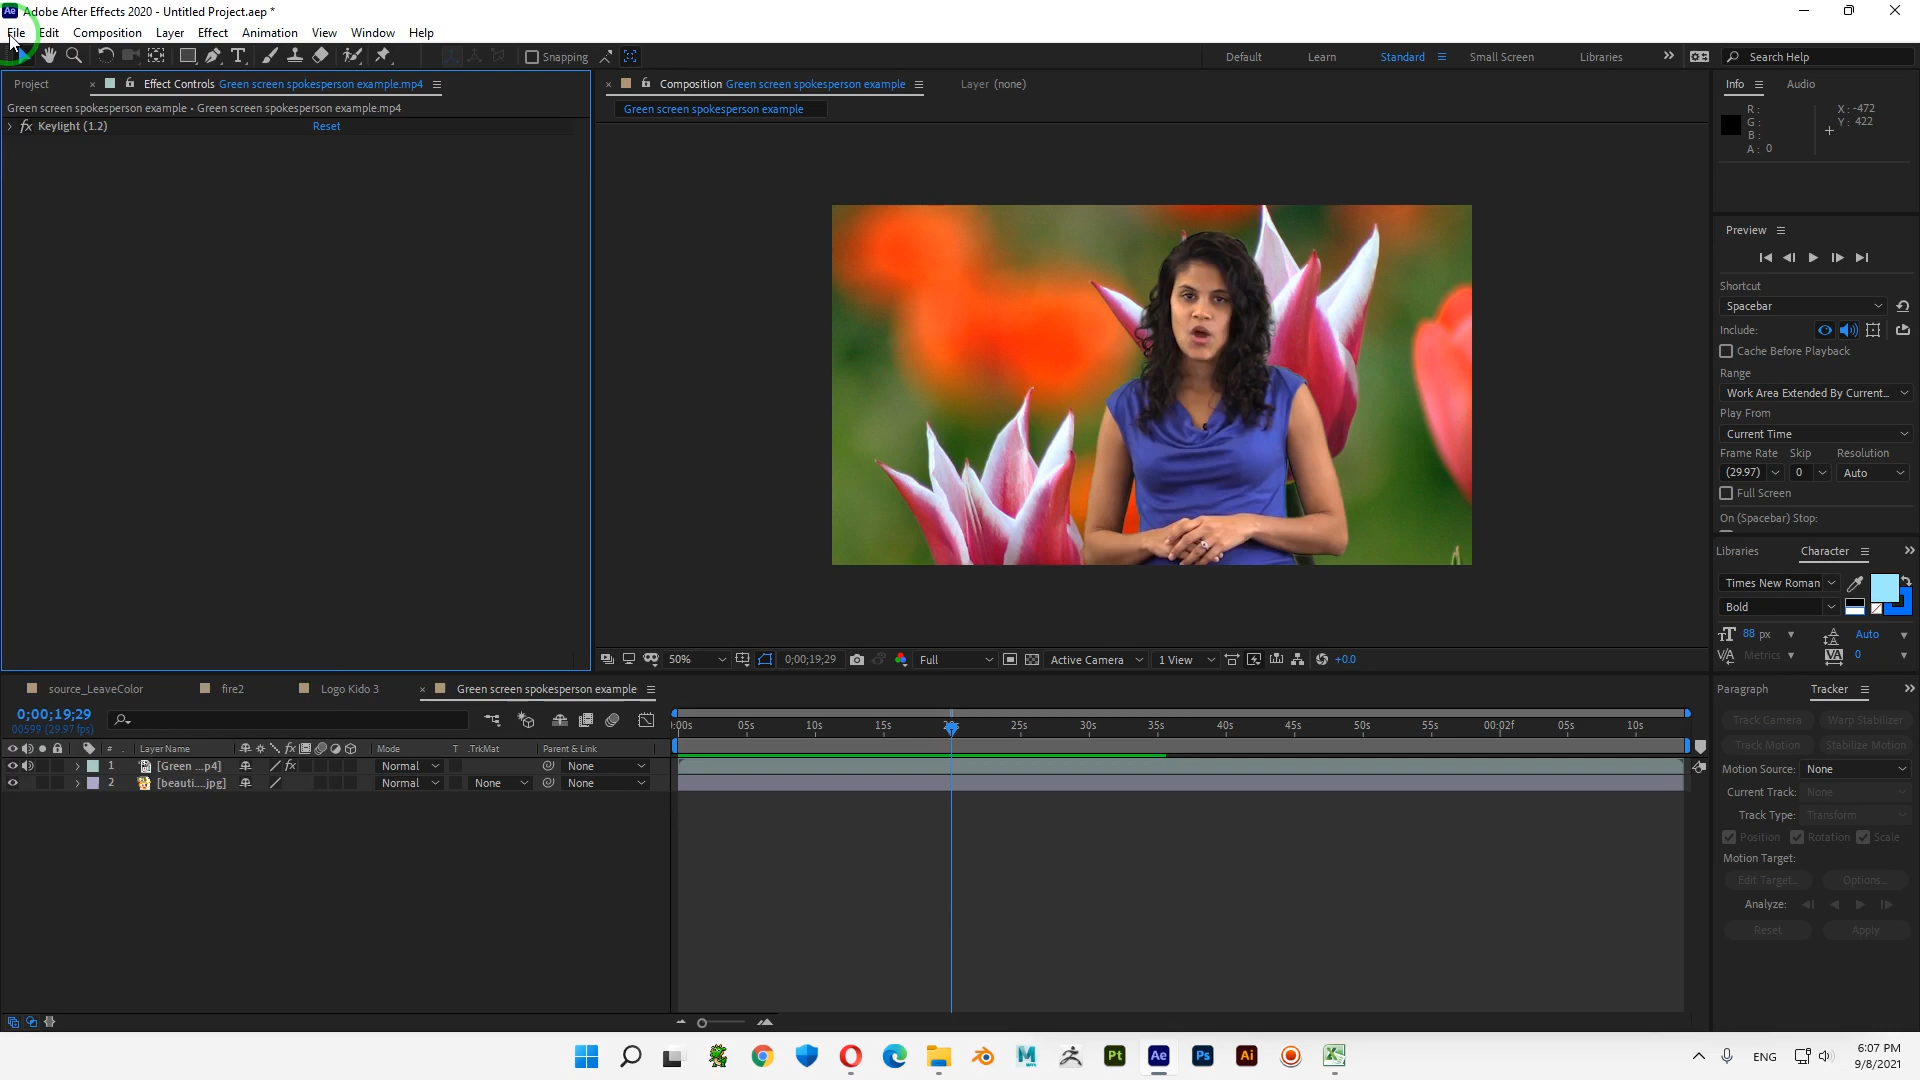 Ae Adobe After Effects 2020 - Untitled Project.aep *
File Edit Composition Layer Effect Animation View Window Help
Snapping Default Learn Standard Small Screen Libraries Search Help
Project Effect Controls Green screen spokesperson example.mp4
Green screen spokesperson example • Green screen spokesperson example.mp4
fx Keylight (1.2) Reset
Composition Green screen spokesperson example Layer (none)
Green screen spokesperson example
Info Audio
R: X: -472
G: Y: 422
B:
A: 0
Preview
Shortcut
Spacebar
Include:
Cache Before Playback
Range
Work Area Extended By Current...
Play From
Current Time
Frame Rate Skip Resolution
(29.97) 0 Auto
Full Screen
On (Spacebar) Stop:
Libraries Character
Times New Roman
Bold
88 px Auto
Metrics 0
50% 0;00;19;29 Full Active Camera 1 View +0.0
source_LeaveColor fire2 Logo Kido 3 Green screen spokesperson example
0;00;19;29
00599 (29.97 fps)
:00s 05s 10s 15s 20s 25s 30s 35s 40s 45s 50s 55s 00:02f 05s 10s
# Layer Name Mode T .TrkMat Parent & Link
1 [Green ...p4] Normal None
2 [beauti....jpg] Normal None None
Paragraph Tracker
Track Camera Warp Stabilizer
Track Motion Stabilize Motion
Motion Source: None
Current Track: None
Track Type: Transform
Position Rotation Scale
Motion Target:
Edit Target... Options...
Analyze:
Reset Apply
Pt Ae Ps Ai
ENG
6:07 PM
9/8/2021